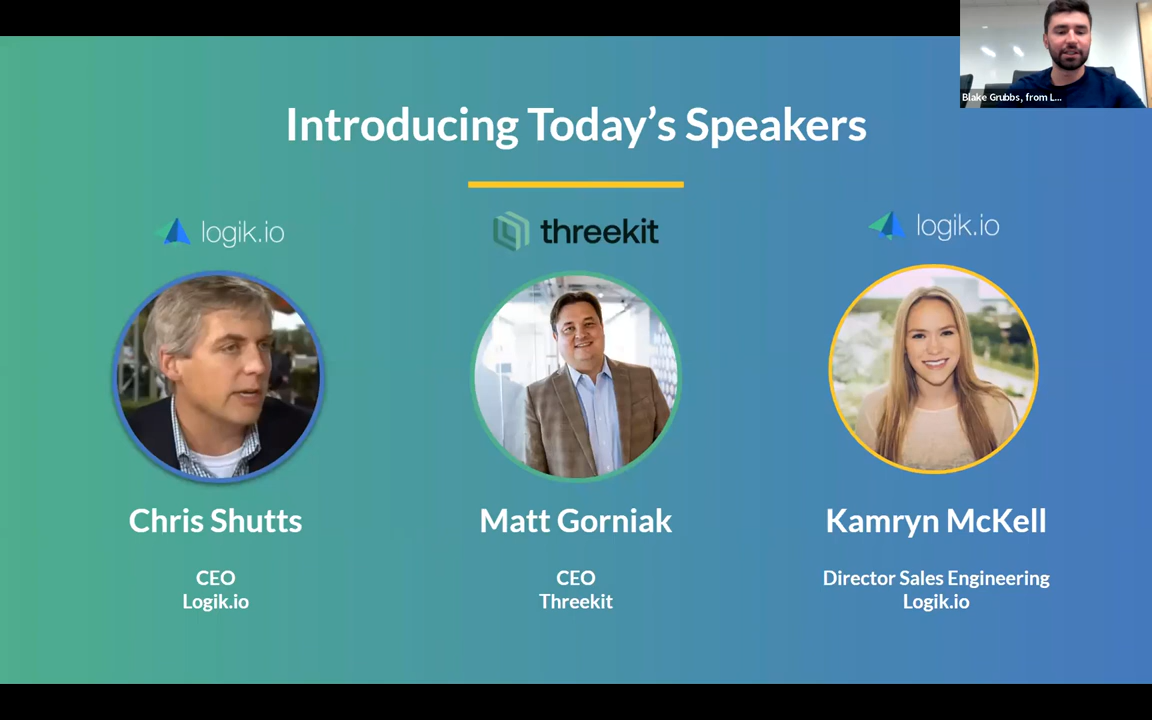 Blake Grubbs, from L...
Introducing Today's Speakers
logik.io
threekit
logik.io
Chris Shutts
Matt Gorniak
Kamryn McKell
CEO
Logik.io
CEO
Threekit
Director Sales Engineering
Logik.io